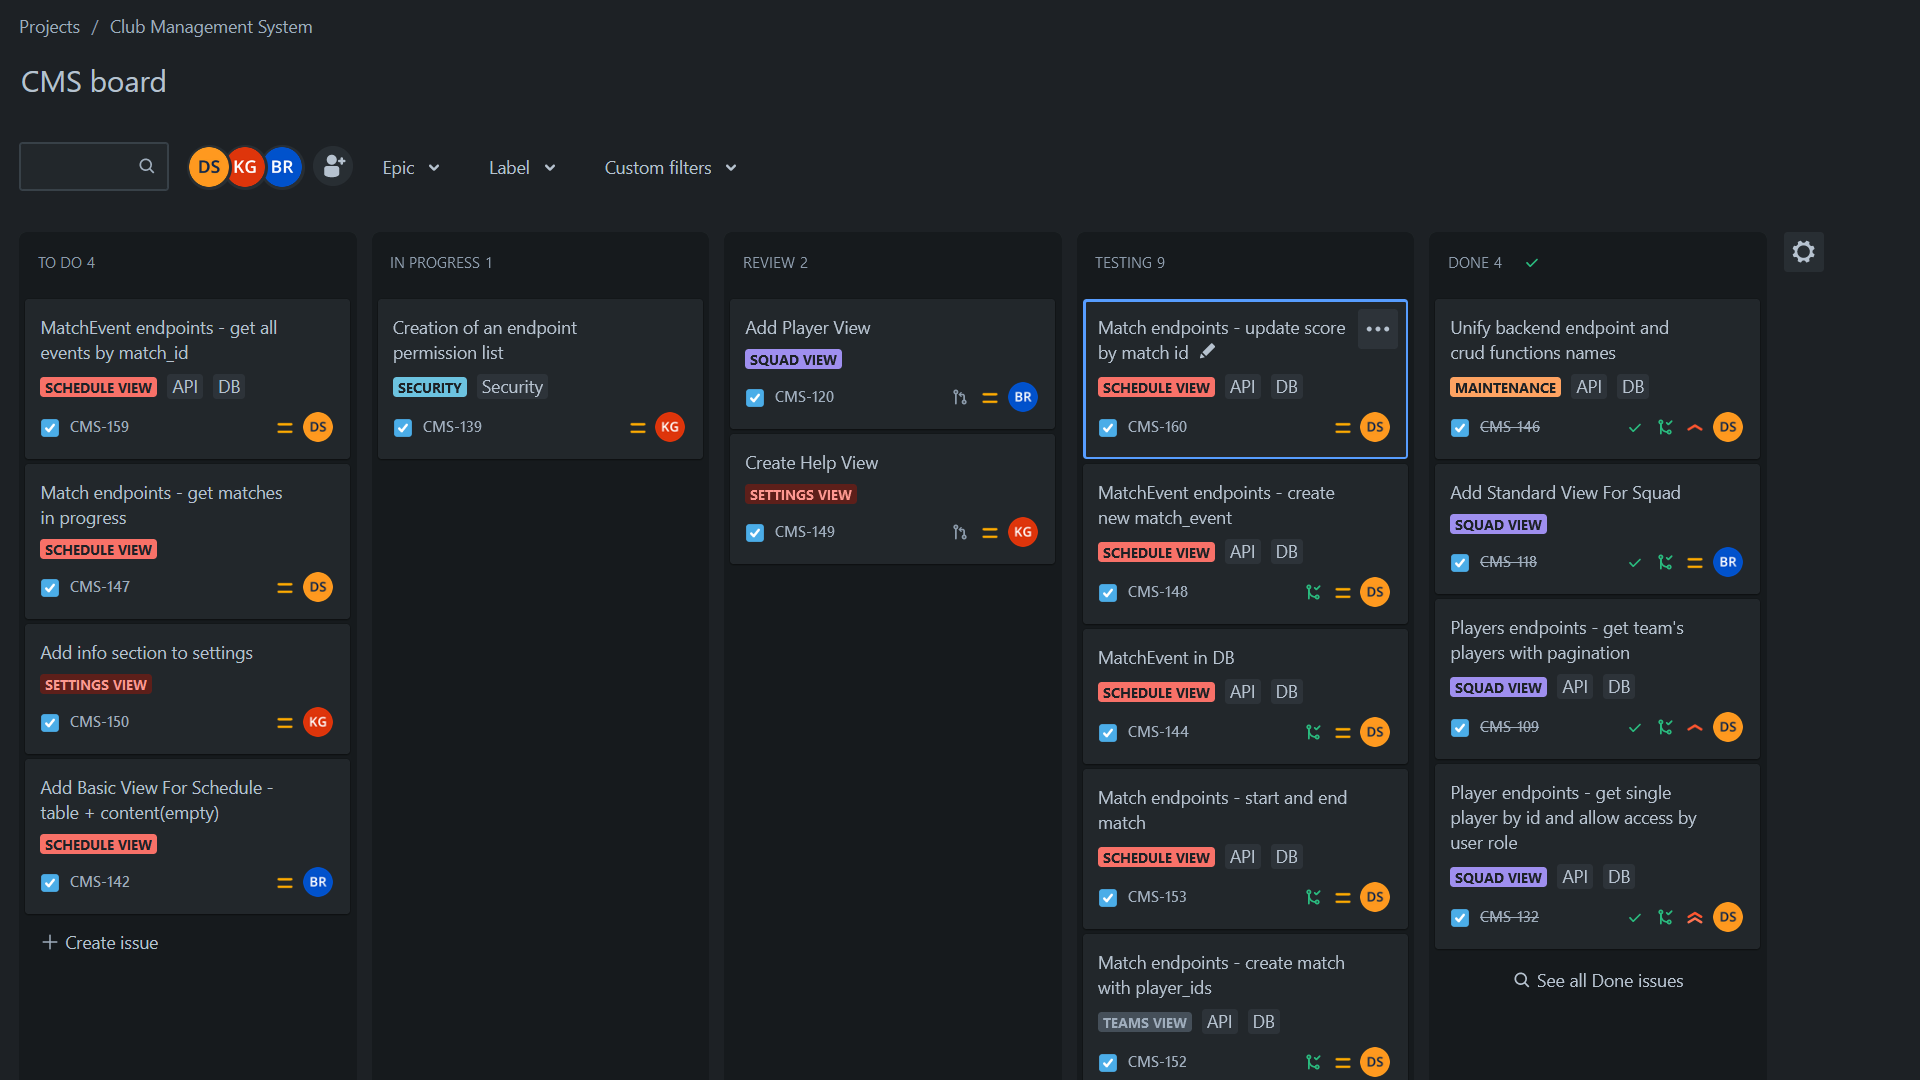 Projects / Club Management System
CMS board
DS KG BR Epic Label Custom filters
TO DO 4
MatchEvent endpoints - get all
events by match_id
SCHEDULE VIEW API DB
CMS-159 DS
Match endpoints - get matches
in progress
SCHEDULE VIEW
CMS-147 DS
Add info section to settings
SETTINGS VIEW
CMS-150 KG
Add Basic View For Schedule -
table + content(empty)
SCHEDULE VIEW
CMS-142 BR
+ Create issue
IN PROGRESS 1
Creation of an endpoint
permission list
SECURITY Security
CMS-139 KG
REVIEW 2
Add Player View
SQUAD VIEW
CMS-120 BR
Create Help View
SETTINGS VIEW
CMS-149 KG
TESTING 9
Match endpoints - update score
by match id
SCHEDULE VIEW API DB
CMS-160 DS
MatchEvent endpoints - create
new match_event
SCHEDULE VIEW API DB
CMS-148 DS
MatchEvent in DB
SCHEDULE VIEW API DB
CMS-144 DS
Match endpoints - start and end
match
SCHEDULE VIEW API DB
CMS-153 DS
Match endpoints - create match
with player_ids
TEAMS VIEW API DB
CMS-152 DS
DONE 4
Unify backend endpoint and
crud functions names
MAINTENANCE API DB
CMS-146 DS
Add Standard View For Squad
SQUAD VIEW
CMS-118 BR
Players endpoints - get team's
players with pagination
SQUAD VIEW API DB
CMS-109 DS
Player endpoints - get single
player by id and allow access by
user role
SQUAD VIEW API DB
CMS-132 DS
See all Done issues